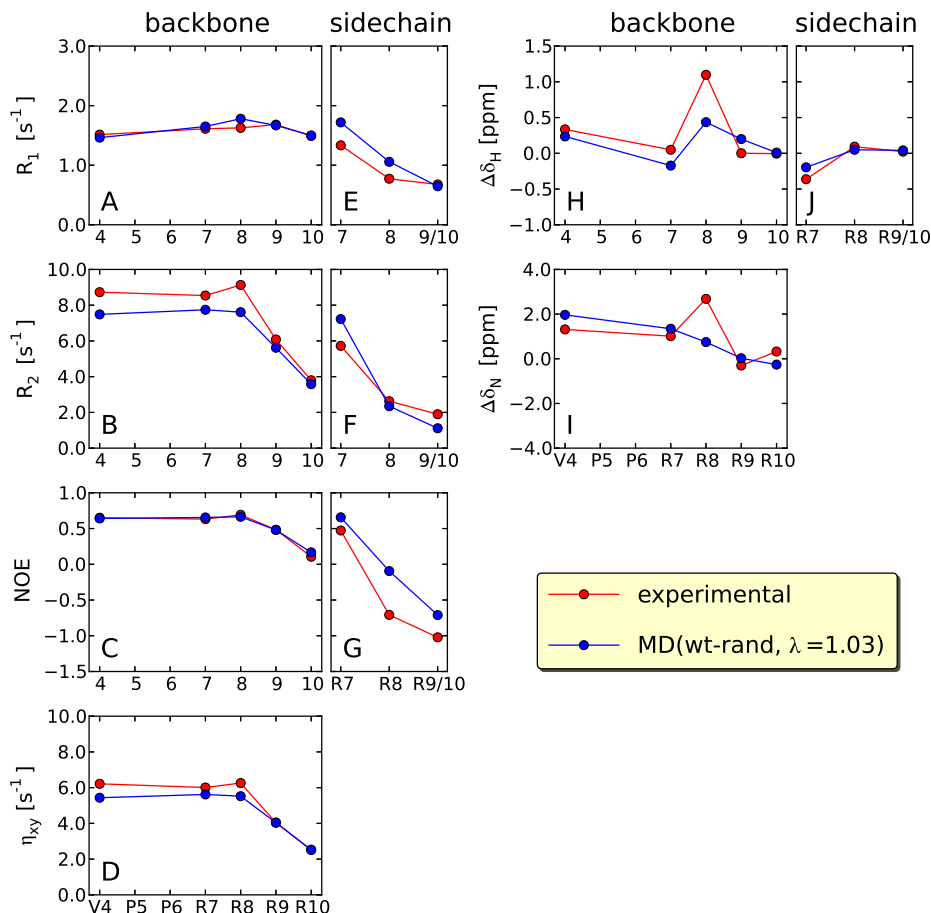 backbone sidechain
3.0
2.0
1.0
0.0
R1 [s-1]
A
4 5 6 7 8 9 10
E
7 8 9/10
10.0
8.0
6.0
4.0
2.0
0.0
R2 [s-1]
B
4 5 6 7 8 9 10
F
7 8 9/10
1.0
0.5
0.0
−0.5
−1.0
−1.5
NOE
C
4 5 6 7 8 9 10
G
R7 R8 R9/10
10.0
8.0
6.0
4.0
2.0
0.0
ηxy [s-1]
D
V4 P5 P6 R7 R8 R9 R10
backbone sidechain
1.5
1.0
0.5
0.0
−0.5
−1.0
ΔδH [ppm]
H
4 5 6 7 8 9 10
J
R7 R8 R9/10
4.0
2.0
0.0
−2.0
−4.0
ΔδN [ppm]
I
V4 P5 P6 R7 R8 R9 R10
experimental
MD(wt-rand, λ=1.03)